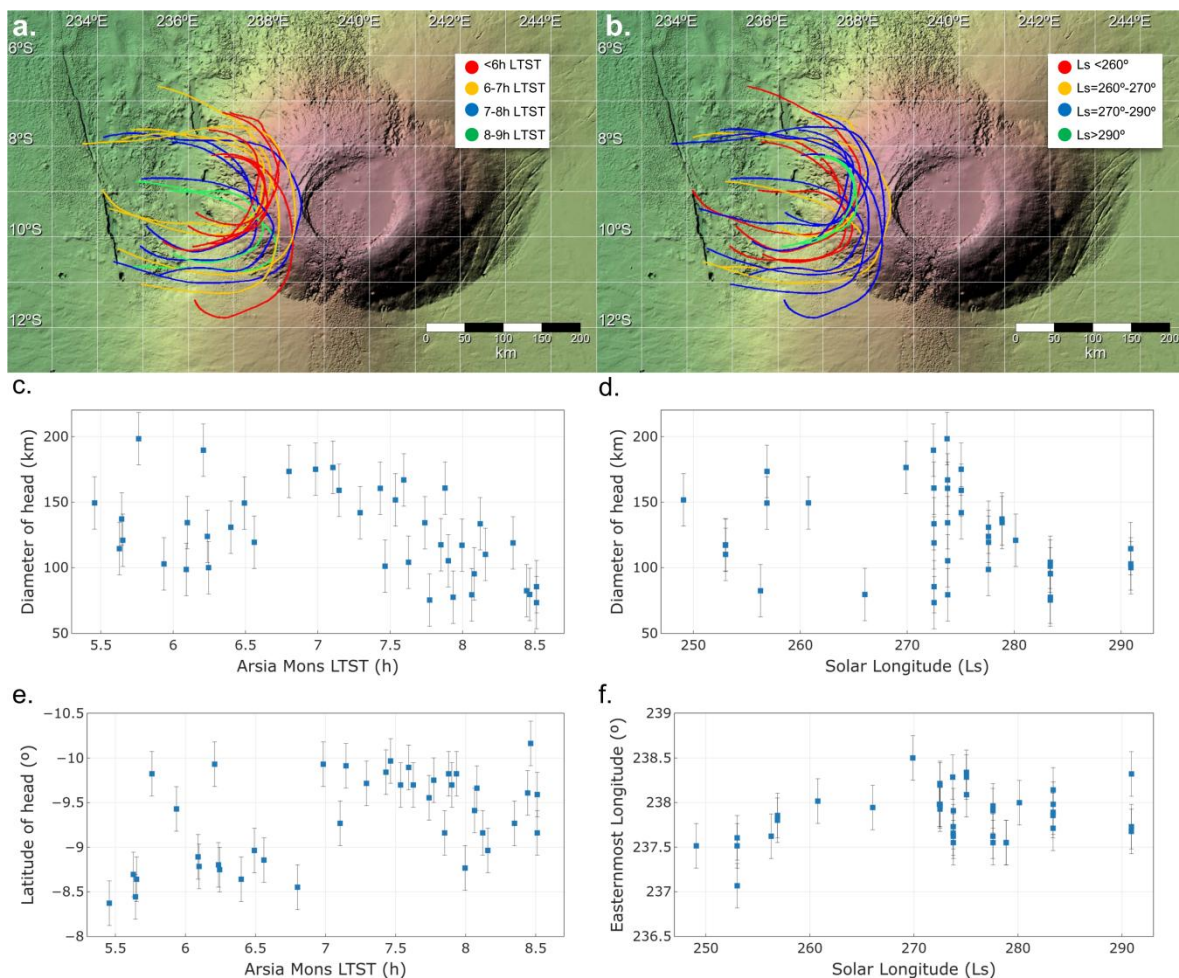 a.
234ºE 236ºE 238ºE 240ºE 242ºE 244ºE
6ºS
8ºS
10ºS
12ºS
<6h LTST
6-7h LTST
7-8h LTST
8-9h LTST
0 50 100 150 200
km
b.
234ºE 236ºE 238ºE 240ºE 242ºE 244ºE
6ºS
8ºS
10ºS
12ºS
Ls <260º
Ls=260º-270º
Ls=270º-290º
Ls>290º
0 50 100 150 200
km
c.
Diameter of head (km)
200
150
100
50
5.5 6 6.5 7 7.5 8 8.5
Arsia Mons LTST (h)
d.
Diameter of head (km)
200
150
100
50
250 260 270 280 290
Solar Longitude (Ls)
e.
Latitude of head (º)
−10.5
−10
−9.5
−9
−8.5
−8
5.5 6 6.5 7 7.5 8 8.5
Arsia Mons LTST (h)
f.
Easternmost Longitude (º)
239
238.5
238
237.5
237
236.5
250 260 270 280 290
Solar Longitude (Ls)